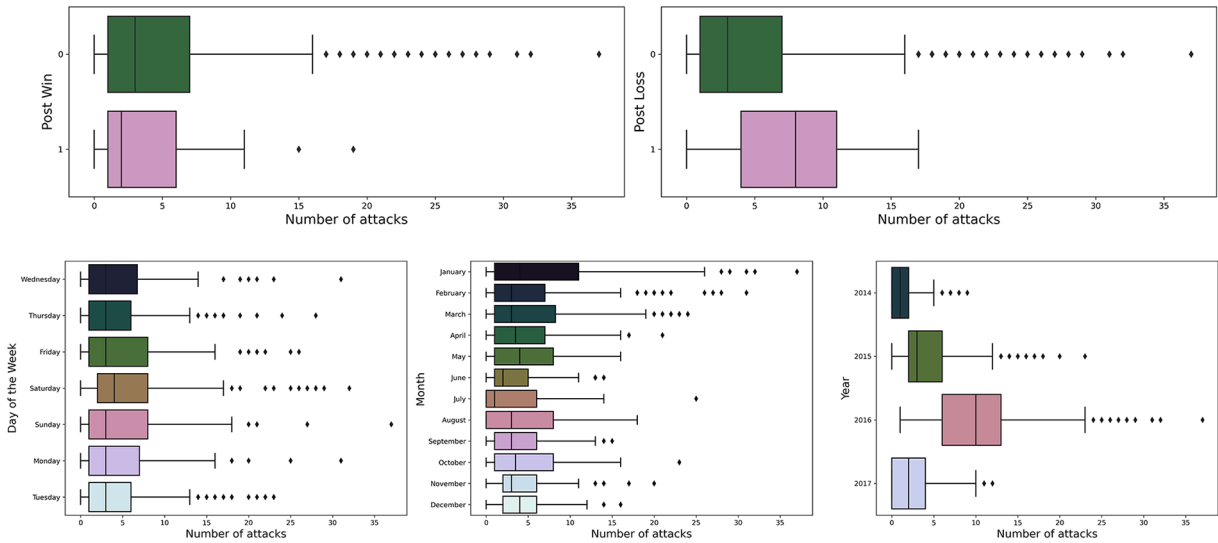 Post Win
0
1
0 5 10 15 20 25 30 35
Number of attacks
Post Loss
0
1
0 5 10 15 20 25 30 35
Number of attacks
Day of the Week
Wednesday
Thursday
Friday
Saturday
Sunday
Monday
Tuesday
0 5 10 15 20 25 30 35
Number of attacks
Month
January
February
March
April
May
June
July
August
September
October
November
December
0 5 10 15 20 25 30 35
Number of attacks
Year
2014
2015
2016
2017
0 5 10 15 20 25 30 35
Number of attacks